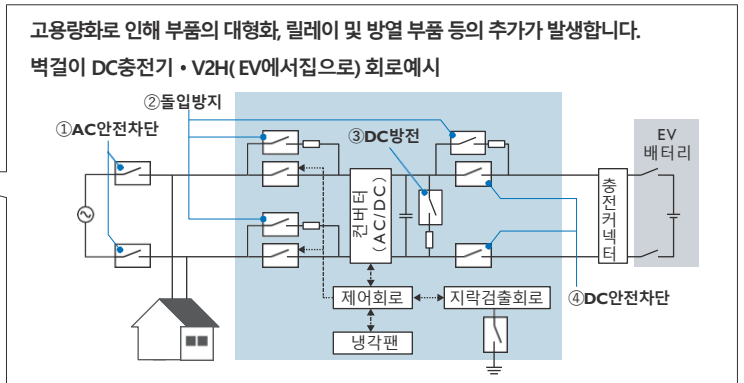 고용량화로 인해 부품의 대형화, 릴레이 및 방열 부품 등의 추가가 발생합니다.
벽걸이 DC충전기・V2H( EV에서집으로) 회로예시
②돌입방지
①AC안전차단
③DC방전
EV
배터리
컨버터
(AC/DC)
충전커넥터
제어회로
지락검출회로
④DC안전차단
냉각팬